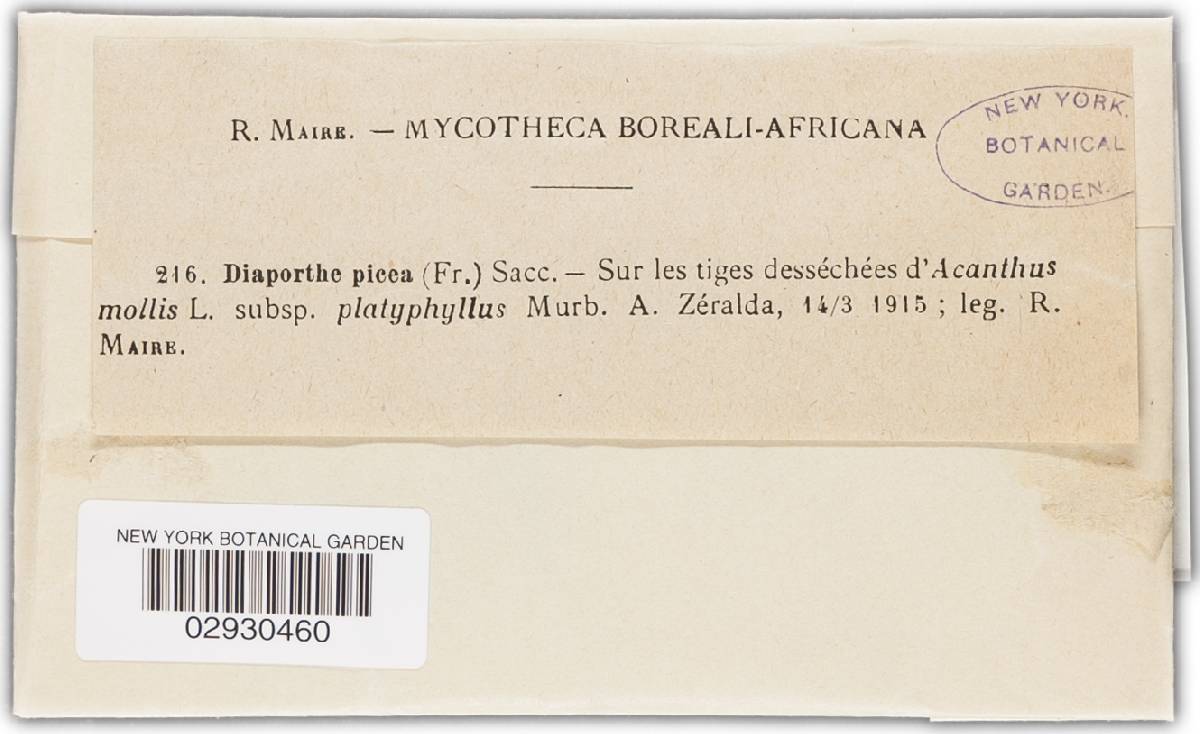 R. MAIRE. — MYCOTHECA BOREALI-AFRICANA
NEW YORK
BOTANICAL
GARDEN.
216. Diaporthe picea (Fr.) Sacc. — Sur les tiges desséchées d'Acanthus
mollis L. subsp. platyphyllus Murb. A. Zéralda, 14/3 1915 ; leg. R.
MAIRE.
NEW YORK BOTANICAL GARDEN
02930460